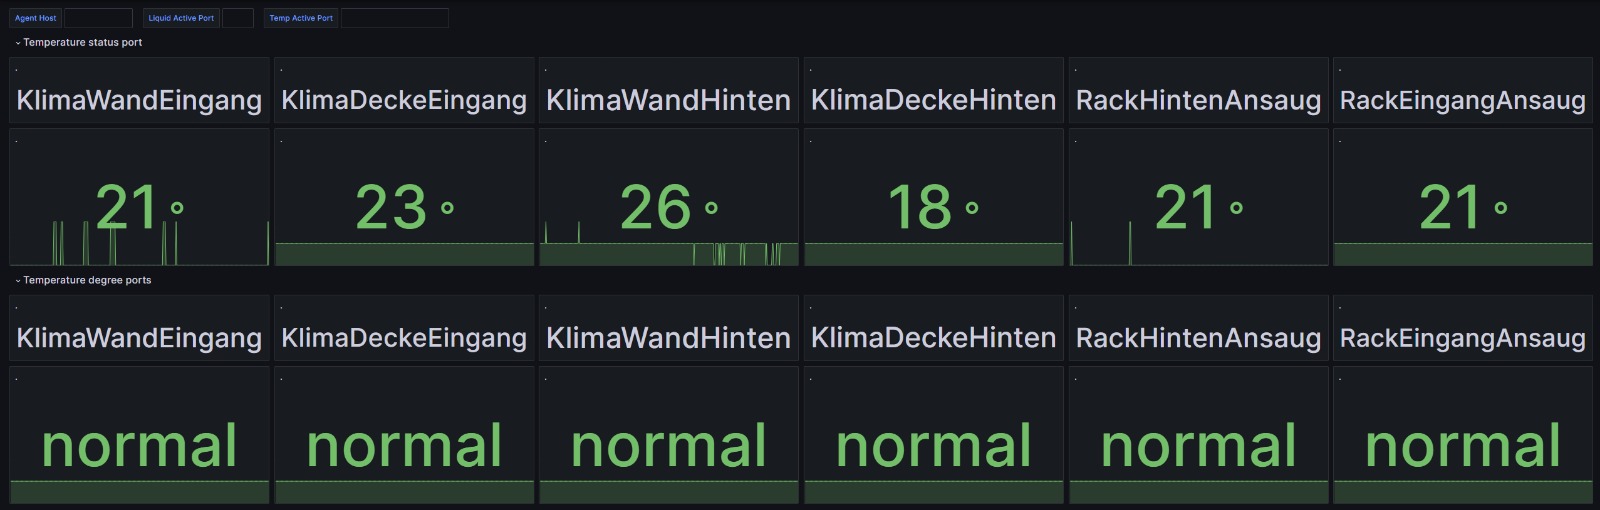 Agent Host Liquid Active Port Temp Active Port
Temperature status port
KlimaWandEingang KlimaDeckeEingang KlimaWandHinten KlimaDeckeHinten RackHintenAnsaug RackEingangAnsaug
21 ° 23 ° 26 ° 18 ° 21 ° 21 °
Temperature degree ports
KlimaWandEingang KlimaDeckeEingang KlimaWandHinten KlimaDeckeHinten RackHintenAnsaug RackEingangAnsaug
normal normal normal normal normal normal